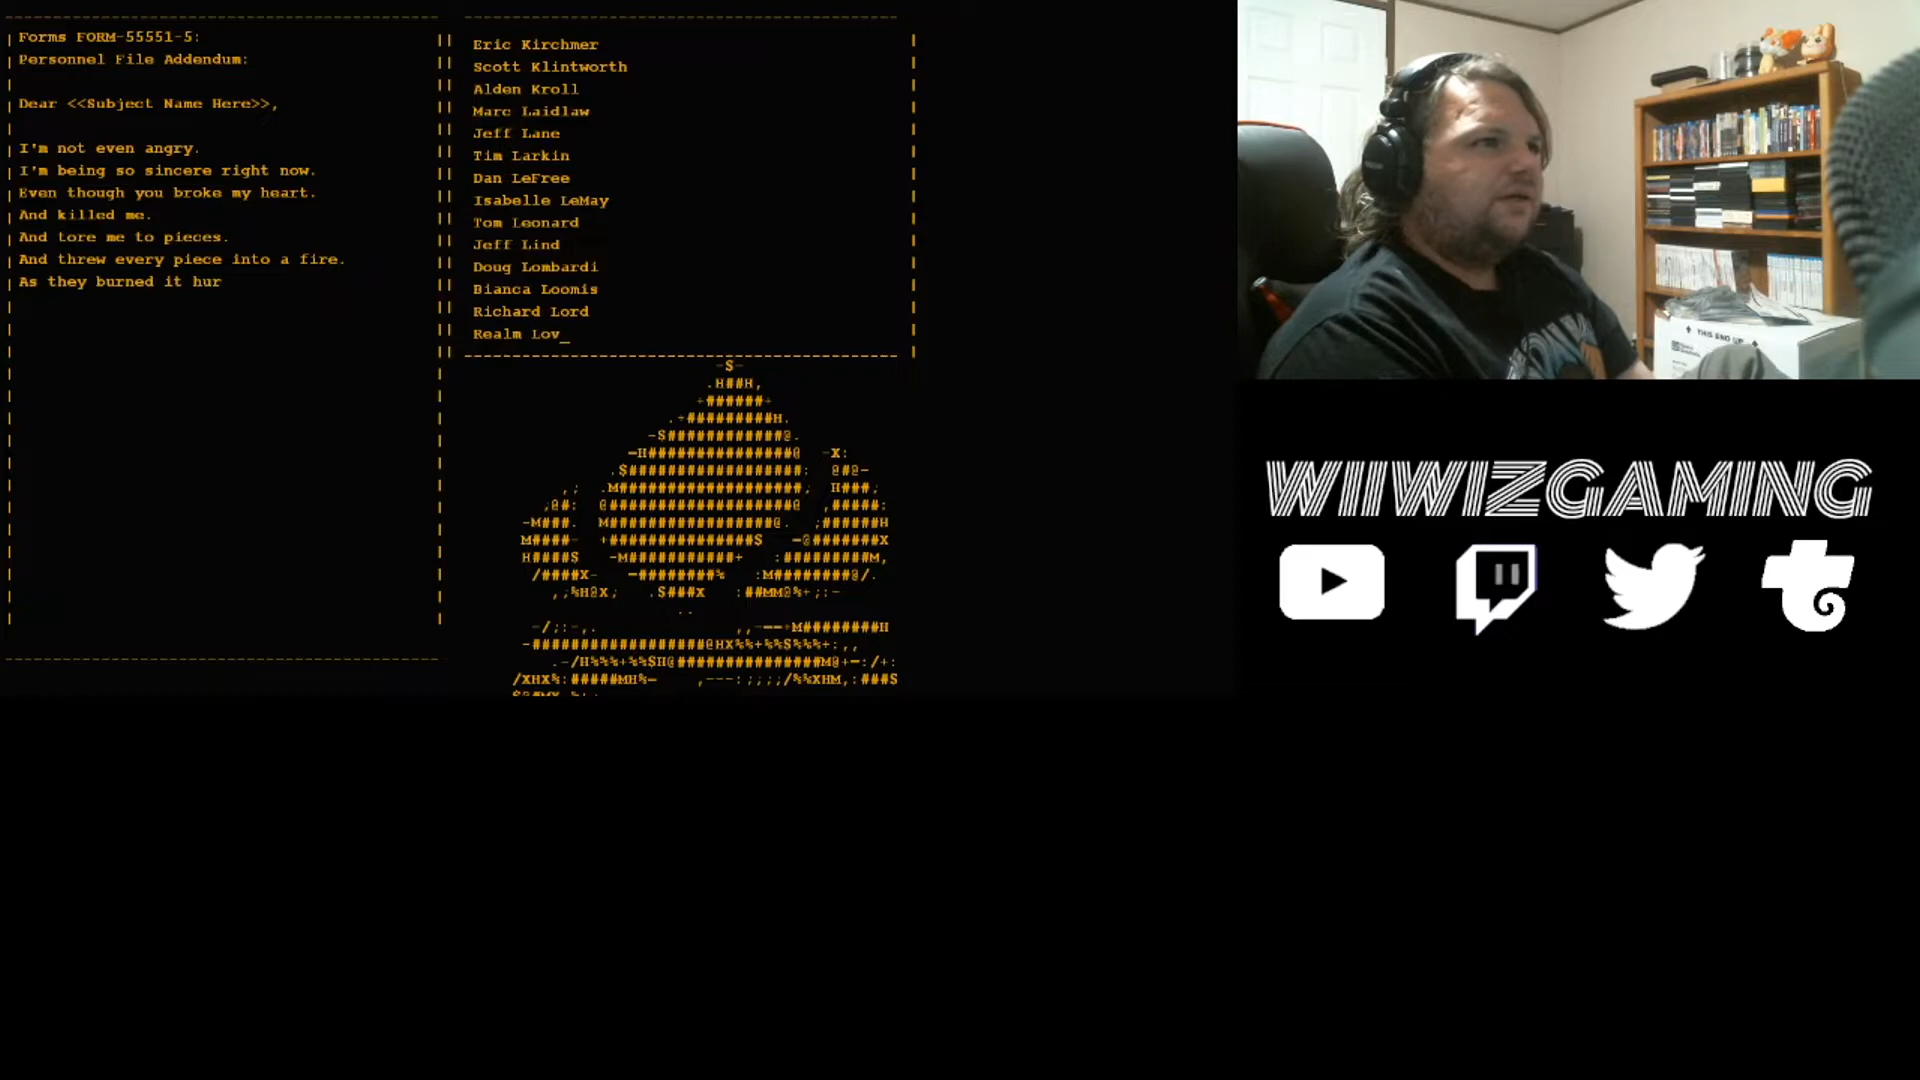 Forms FORM-55551-5:
Personnel File Addendum:
Dear <<Subject Name Here>>,
I'm not even angry.
I'm being so sincere right now.
Even though you broke my heart.
And killed me.
And tore me to pieces.
And threw every piece into a fire.
As they burned it hur
Eric Kirchmer
Scott Klintworth
Alden Kroll
Marc Laidlaw
Jeff Lane
Tim Larkin
Dan LeFree
Isabelle LeMay
Tom Leonard
Jeff Lind
Doug Lombardi
Bianca Loomis
Richard Lord
Realm Lov_
THIS END UP
WIIWIZGAMING